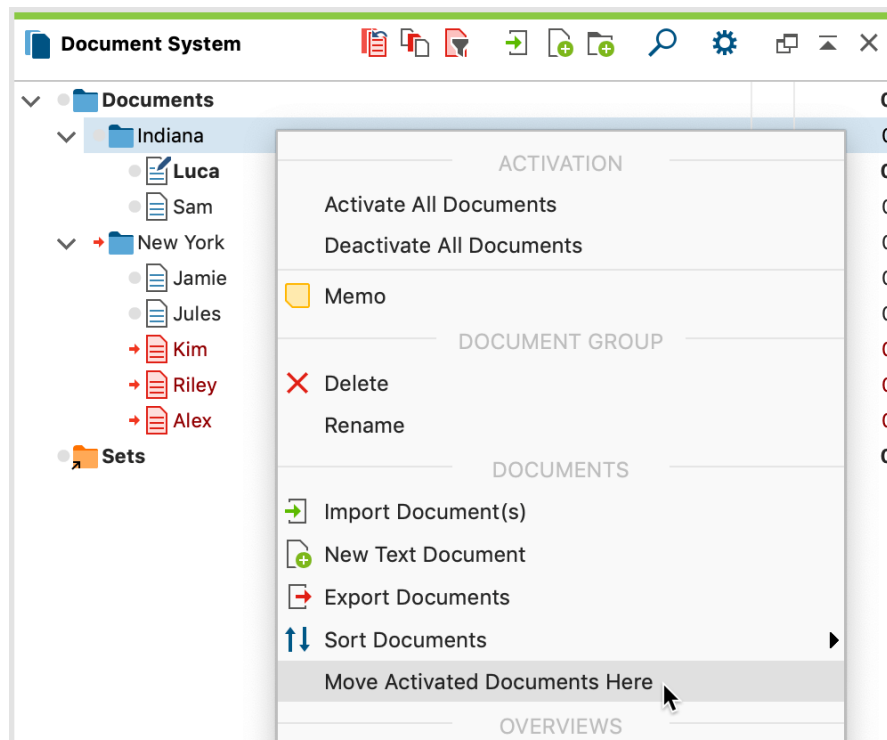 Document System
Documents
Indiana
Luca
Sam
New York
Jamie
Jules
Kim
Riley
Alex
Sets
ACTIVATION
Activate All Documents
Deactivate All Documents
Memo
DOCUMENT GROUP
Delete
Rename
DOCUMENTS
Import Document(s)
New Text Document
Export Documents
Sort Documents
Move Activated Documents Here
OVERVIEWS